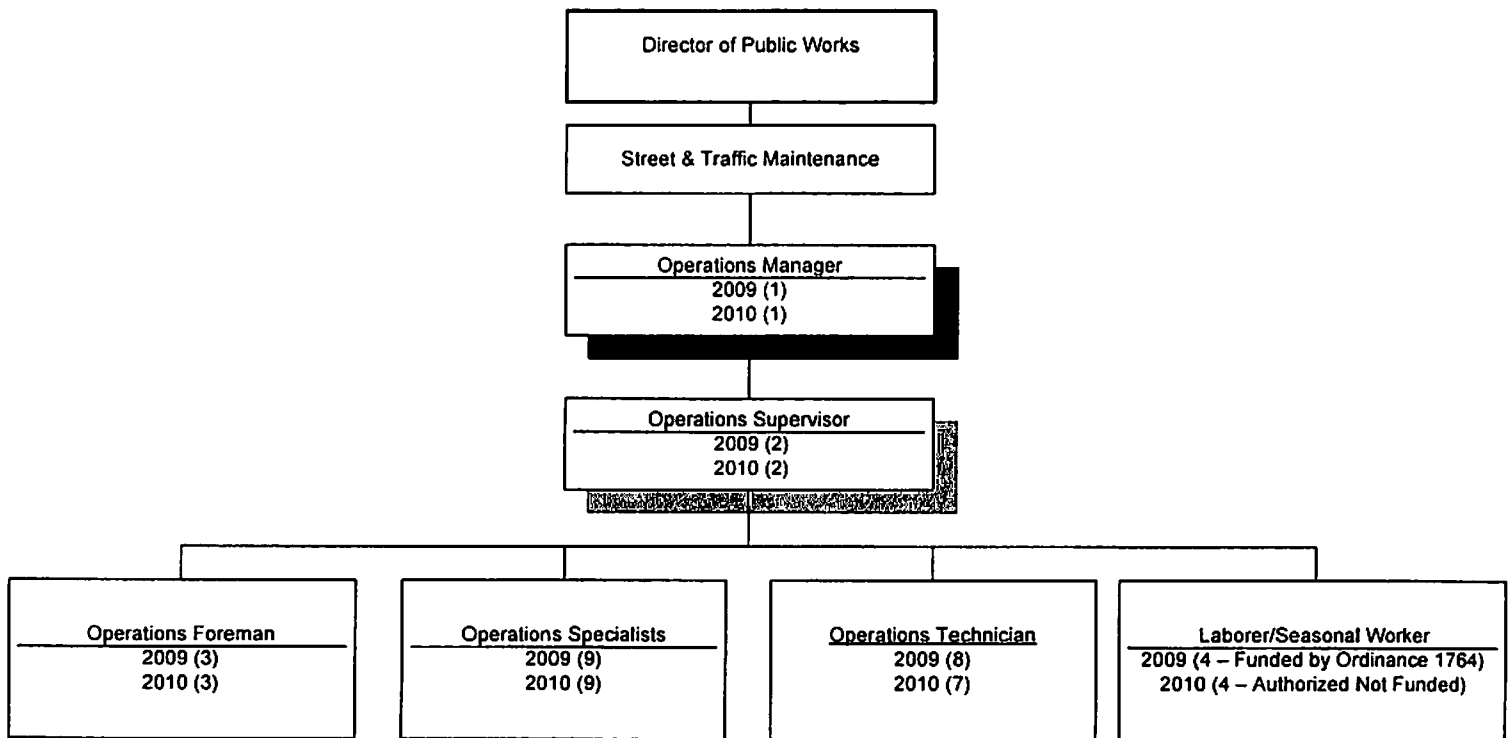 Director of Public Works
Street & Traffic Maintenance
Operations Manager
2009 (1)
2010 (1)
Operations Supervisor
2009 (2)
2010 (2)
Operations Foreman
2009 (3)
2010 (3)
Operations Specialists
2009 (9)
2010 (9)
Operations Technician
2009 (8)
2010 (7)
Laborer/Seasonal Worker
2009 (4 – Funded by Ordinance 1764)
2010 (4 – Authorized Not Funded)